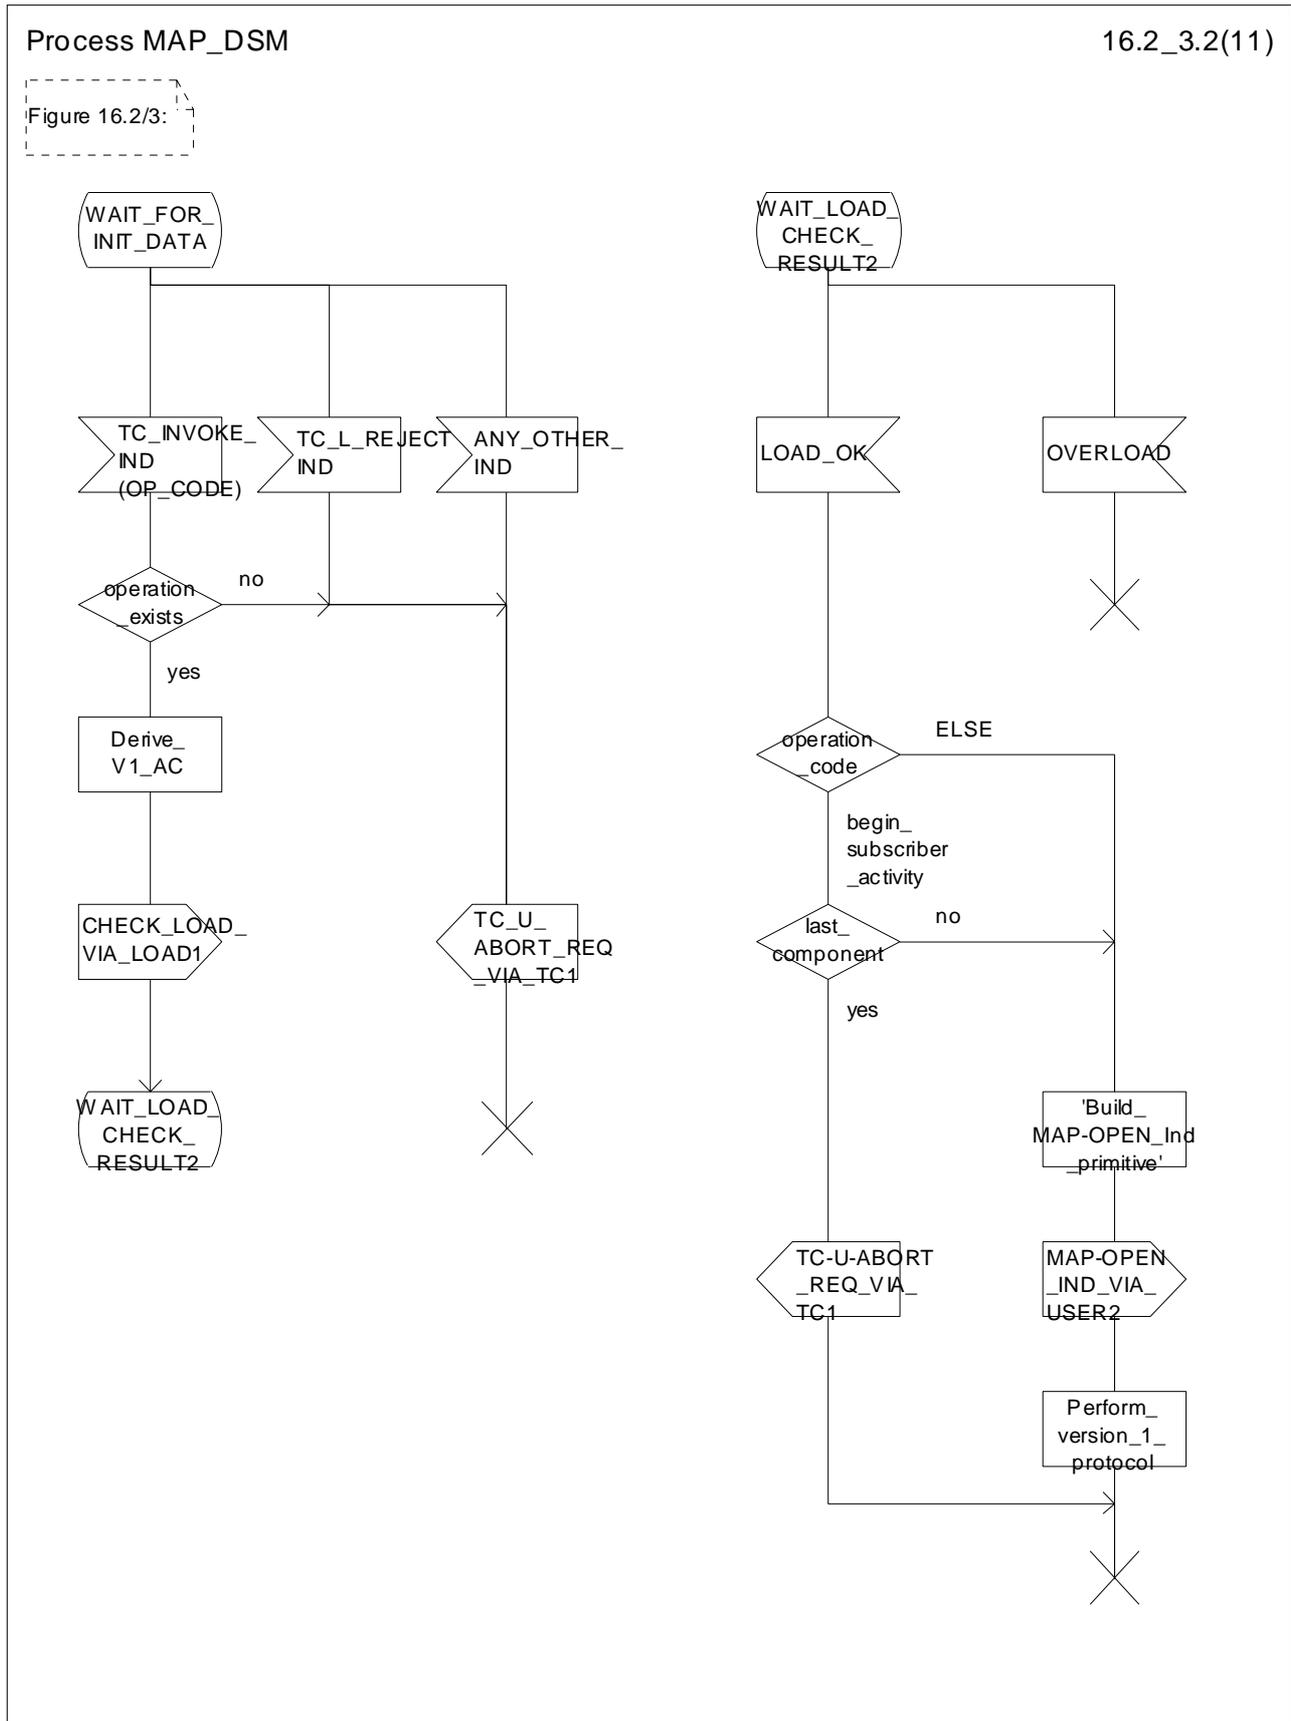 Process MAP_DSM
16.2_3.2(11)
Figure 16.2/3:
WAIT_FOR_
INIT_DATA
TC_INVOKE_
IND
(OP_CODE)
TC_L_REJECT
IND
ANY_OTHER_
IND
operation
_exists
no
yes
Derive_
V1_AC
CHECK_LOAD_
VIA_LOAD1
TC_U_
ABORT_REQ
_VIA_TC1
WAIT_LOAD_
CHECK_
RESULT2
WAIT_LOAD_
CHECK_
RESULT2
LOAD_OK
OVERLOAD
operation
_code
ELSE
begin_
subscriber
_activity
last_
component
no
yes
'Build_
MAP-OPEN_Ind
_primitive'
TC-U-ABORT
_REQ_VIA_
TC1
MAP-OPEN
_IND_VIA_
USER2
Perform_
version_1_
protocol